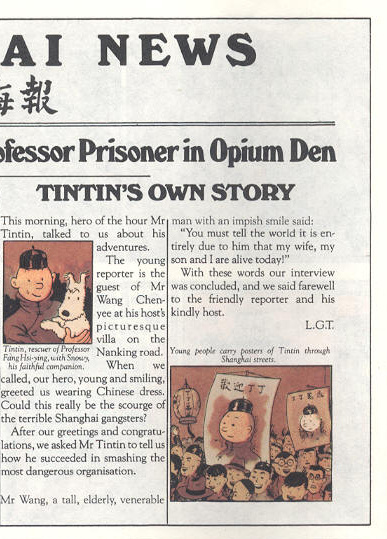 AI NEWS
海報
ofessor Prisoner in Opium Den
TINTIN'S OWN STORY
This morning, hero of the hour Mr
Tintin, talked to us about his
adventures.
The young
reporter is the
guest of Mr
Wang Chen-
yee at his host's
picturesque
villa on the
Nanking road.
Tintin, rescuer of Professor
Fang Hsi-ying, with Snowy,
his faithful companion.
When we
called, our hero, young and smiling,
greeted us wearing Chinese dress.
Could this really be the scourge of
the terrible Shanghai gangsters?
After our greetings and congratu-
lations, we asked Mr Tintin to tell us
how he succeeded in smashing the
most dangerous organisation.
Mr Wang, a tall, elderly, venerable
man with an impish smile said:
"You must tell the world it is en-
tirely due to him that my wife, my
son and I are alive today!"
With these words our interview
was concluded, and we said farewell
to the friendly reporter and his
kindly host.
L.G.T.
Young people carry posters of Tintin through
Shanghai streets.
歡迎丁丁
丁丁